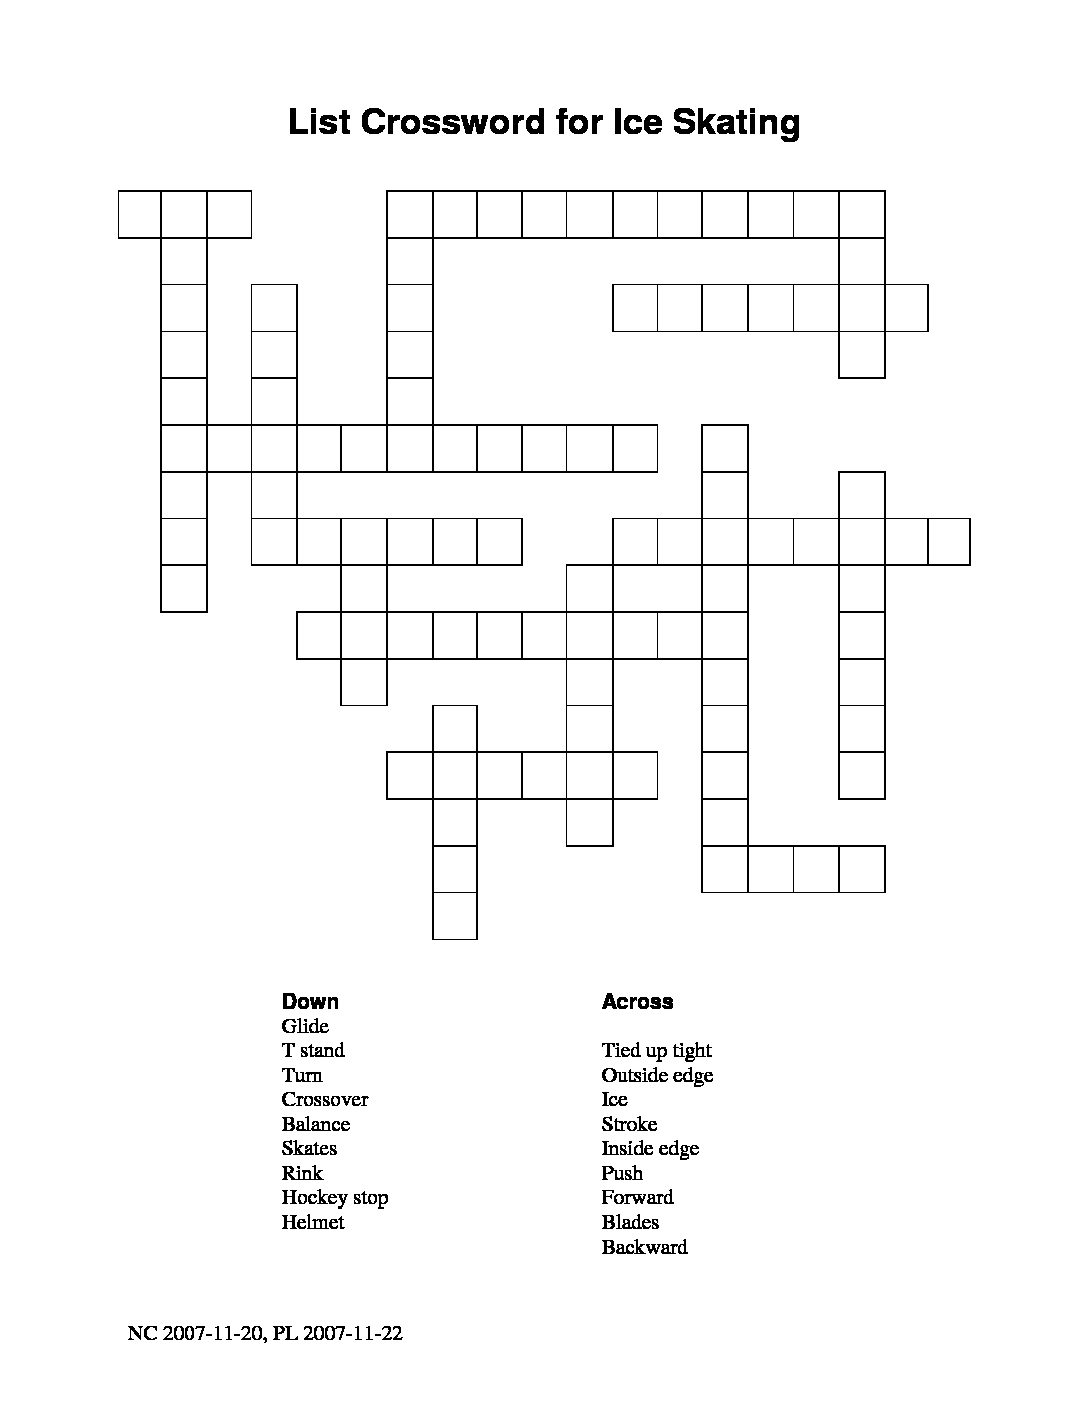 List Crossword for Ice Skating
Down
Glide
T stand
Turn
Crossover
Balance
Skates
Rink
Hockey stop
Helmet
Across
Tied up tight
Outside edge
Ice
Stroke
Inside edge
Push
Forward
Blades
Backward
NC 2007-11-20, PL 2007-11-22